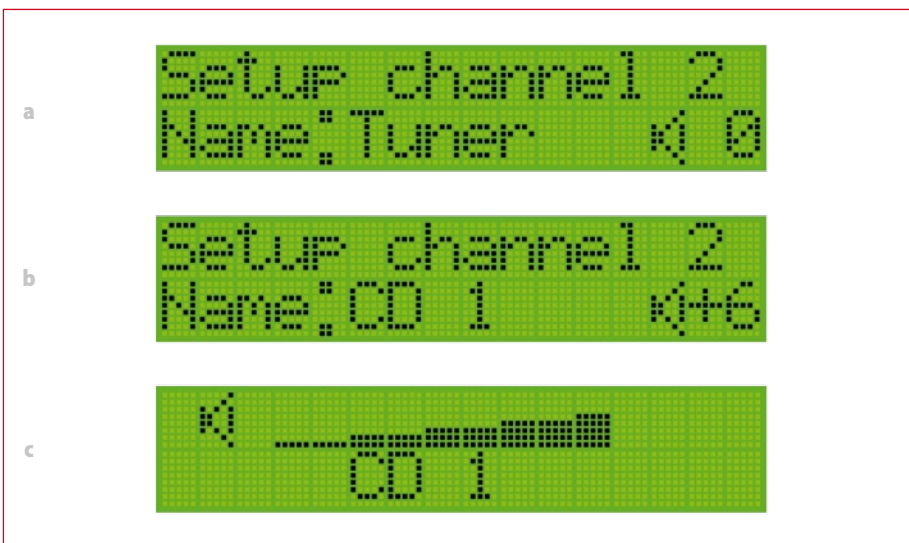 a
Setup channel 2
Name:Tuner 0
b
Setup channel 2
Name:CD 1 +6
c
CD 1